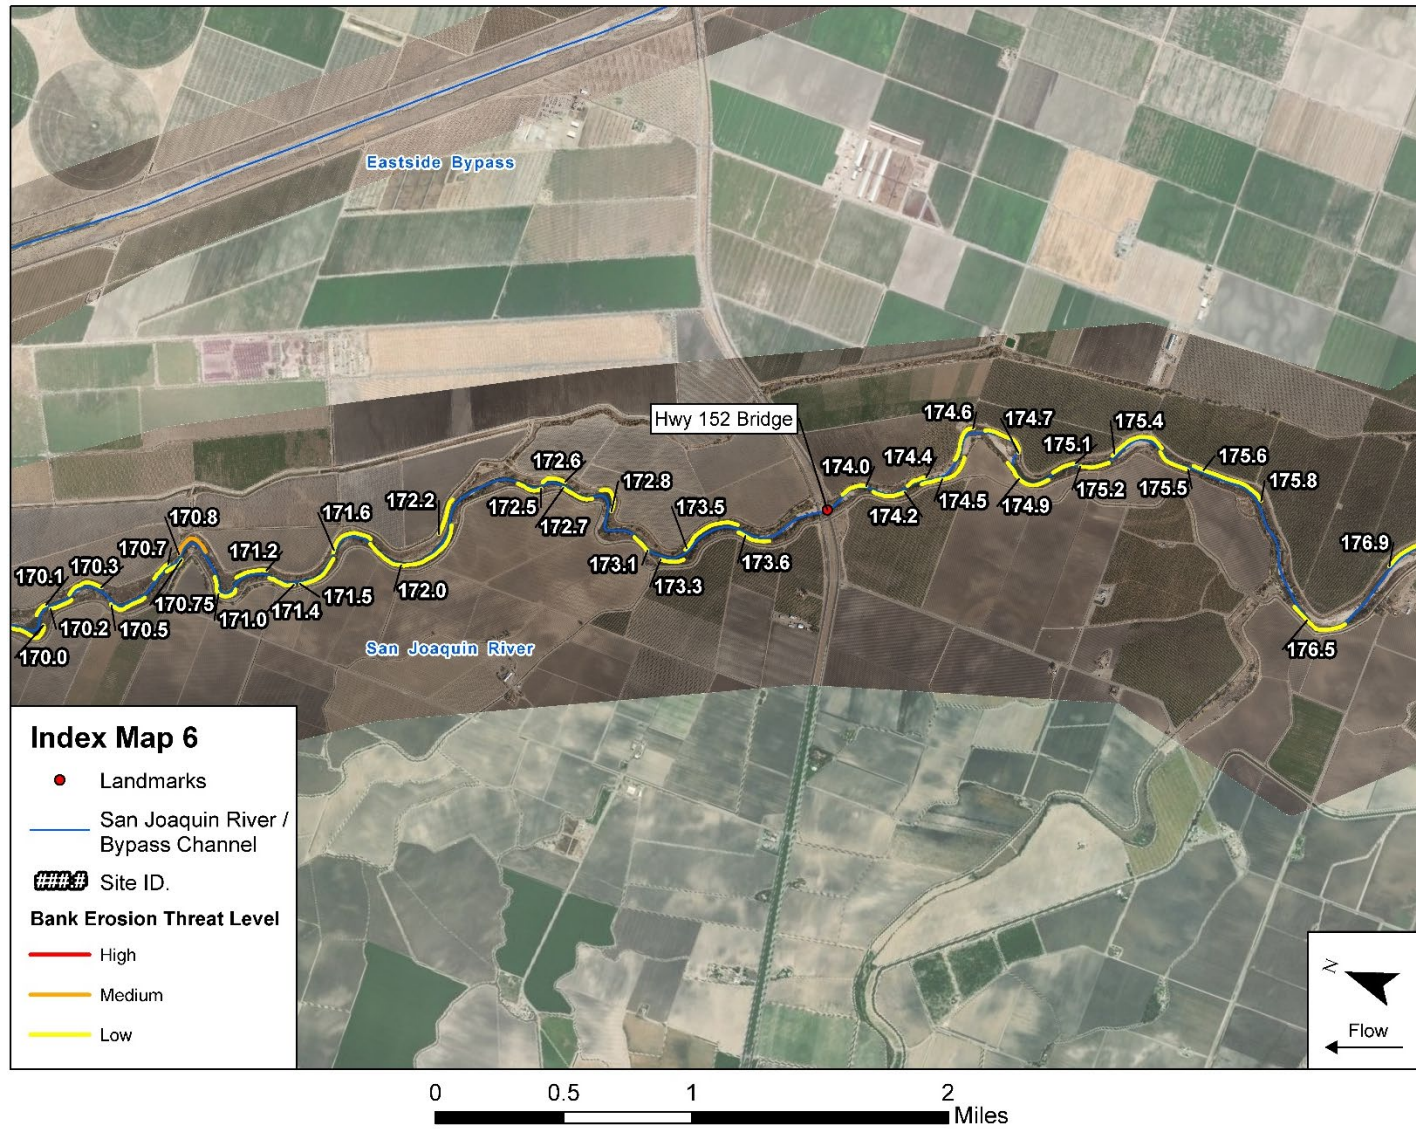 Eastside Bypass
Hwy 152 Bridge
174.6
174.7
174.0
174.4
175.1
175.4
172.6
172.8
175.6
172.2
172.5
172.7
173.5
174.2
174.5
174.9
175.2
175.5
175.8
170.8
171.6
170.7
171.2
170.1
170.3
173.1
173.3
173.6
176.9
170.75
171.0
171.4
171.5
172.0
170.2
170.5
170.0
San Joaquin River
176.5
Index Map 6
Landmarks
San Joaquin River /
Bypass Channel
####.# Site ID.
Bank Erosion Threat Level
High
Medium
Low
N
Flow
0 0.5 1 2
Miles